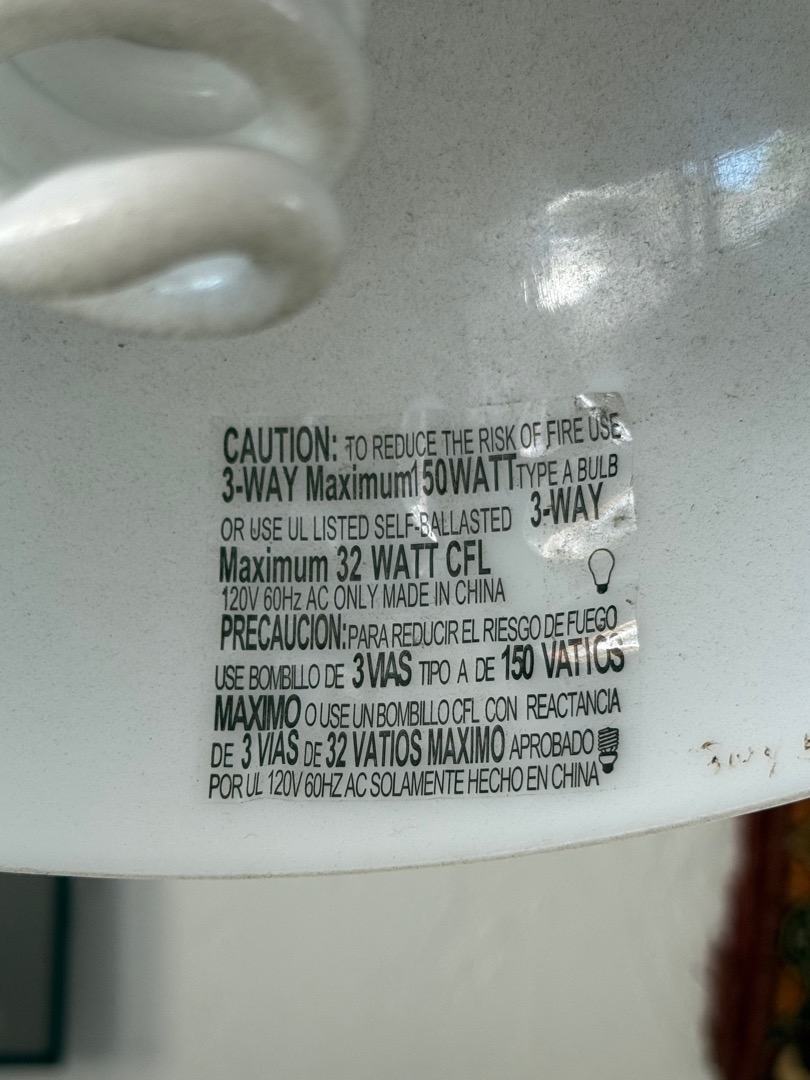 CAUTION: TO REDUCE THE RISK OF FIRE USE
3-WAY Maximum150WATT TYPE A BULB
OR USE UL LISTED SELF-BALLASTED 3-WAY
Maximum 32 WATT CFL
120V 60Hz AC ONLY MADE IN CHINA
PRECAUCION:PARA REDUCIR EL RIESGO DE FUEGO
USE BOMBILLO DE 3 VIAS TIPO A DE 150 VATIOS
MAXIMO O USE UN BOMBILLO CFL CON REACTANCIA
DE 3 VIAS DE 32 VATIOS MAXIMO APROBADO
POR UL 120V 60HZ AC SOLAMENTE HECHO EN CHINA